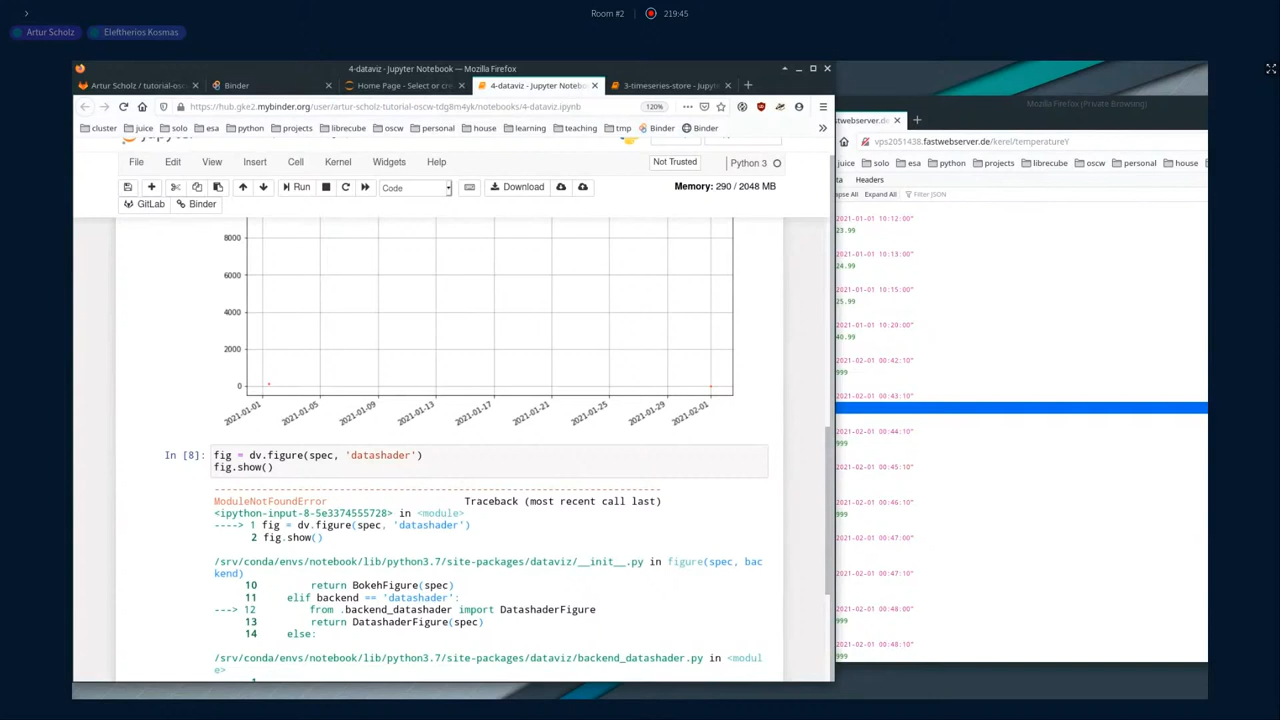 Room #2 219:45
Artur Scholz Eleftherios Kosmas
4-dataviz - Jupyter Notebook — Mozilla Firefox
Artur Scholz / tutorial-osc Binder Home Page - Select or cre 4-dataviz - Jupyter Noteboo 3-timeseries-store - Jupyte
https://hub.gke2.mybinder.org/user/artur-scholz-tutorial-oscw-tdg8m4yk/notebooks/4-dataviz.ipynb 120%
cluster juice solo esa python projects librecube oscw personal house learning teaching tmp Binder Binder
File Edit View Insert Cell Kernel Widgets Help Not Trusted Python 3
Run Code Download Memory: 290 / 2048 MB
GitLab Binder
8000
6000
4000
2000
0
2021-01-01 2021-01-05 2021-01-09 2021-01-13 2021-01-17 2021-01-21 2021-01-25 2021-01-29 2021-02-01
In [8]: fig = dv.figure(spec, 'datashader')
fig.show()
---------------------------------------------------------------------------
ModuleNotFoundError Traceback (most recent call last)
<ipython-input-8-5e3374555728> in <module>
----> 1 fig = dv.figure(spec, 'datashader')
2 fig.show()
/srv/conda/envs/notebook/lib/python3.7/site-packages/dataviz/__init__.py in figure(spec, bac
kend)
10 return BokehFigure(spec)
11 elif backend == 'datashader':
---> 12 from .backend_datashader import DatashaderFigure
13 return DatashaderFigure(spec)
14 else:
/srv/conda/envs/notebook/lib/python3.7/site-packages/dataviz/backend_datashader.py in <modul
e>
Mozilla Firefox (Private Browsing)
fastwebserver.de/
vps2051438.fastwebserver.de/kerel/temperatureY
juice solo esa python projects librecube oscw personal house
ta Headers
pse All Expand All Filter JSON
2021-01-01 10:12:00"
23.99
2021-01-01 10:13:00"
24.99
2021-01-01 10:15:00"
25.99
2021-01-01 10:20:00"
40.99
2021-02-01 00:42:10"
999
2021-02-01 00:43:10"
2021-02-01 00:44:10"
999
2021-02-01 00:45:10"
2021-02-01 00:46:10"
999
2021-02-01 00:47:00"
2021-02-01 00:47:10"
2021-02-01 00:48:00"
999
2021-02-01 00:48:10"
999